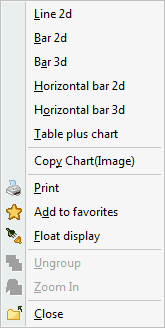 Line 2d
Bar 2d
Bar 3d
Horizontal bar 2d
Horizontal bar 3d
Table plus chart
Copy Chart(Image)
Print
Add to favorites
Float display
Ungroup
Zoom In
Close